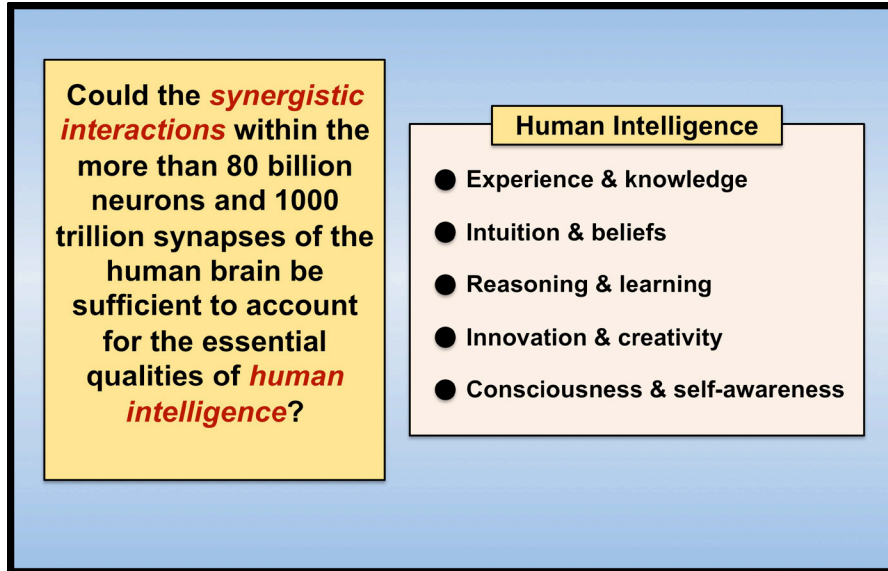 Could the synergistic
interactions within the
more than 80 billion
neurons and 1000
trillion synapses of the
human brain be
sufficient to account
for the essential
qualities of human
intelligence?
Human Intelligence
● Experience & knowledge
● Intuition & beliefs
● Reasoning & learning
● Innovation & creativity
● Consciousness & self-awareness